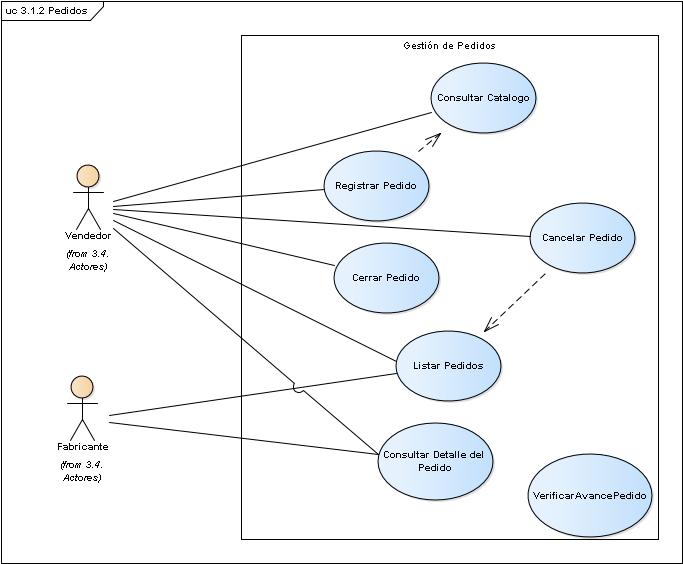 uc 3.1.2 Pedidos
Gestión de Pedidos
Consultar Catalogo
Registrar Pedido
Vendedor
(from 3.4.
Actores)
Cancelar Pedido
Cerrar Pedido
Listar Pedidos
Fabricante
(from 3.4.
Actores)
Consultar Detalle del
Pedido
VerificarAvancePedido